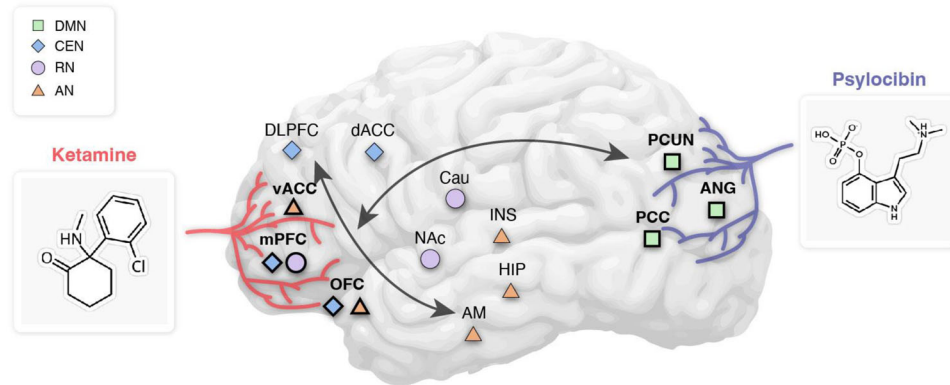 DMN
CEN
RN
AN
Ketamine
HN
O
Cl
DLPFC
dACC
vACC
mPFC
OFC
Cau
NAc
INS
HIP
AM
PCUN
ANG
PCC
Psylocibin
O⁻
HO
P
O
O
H
N
NH